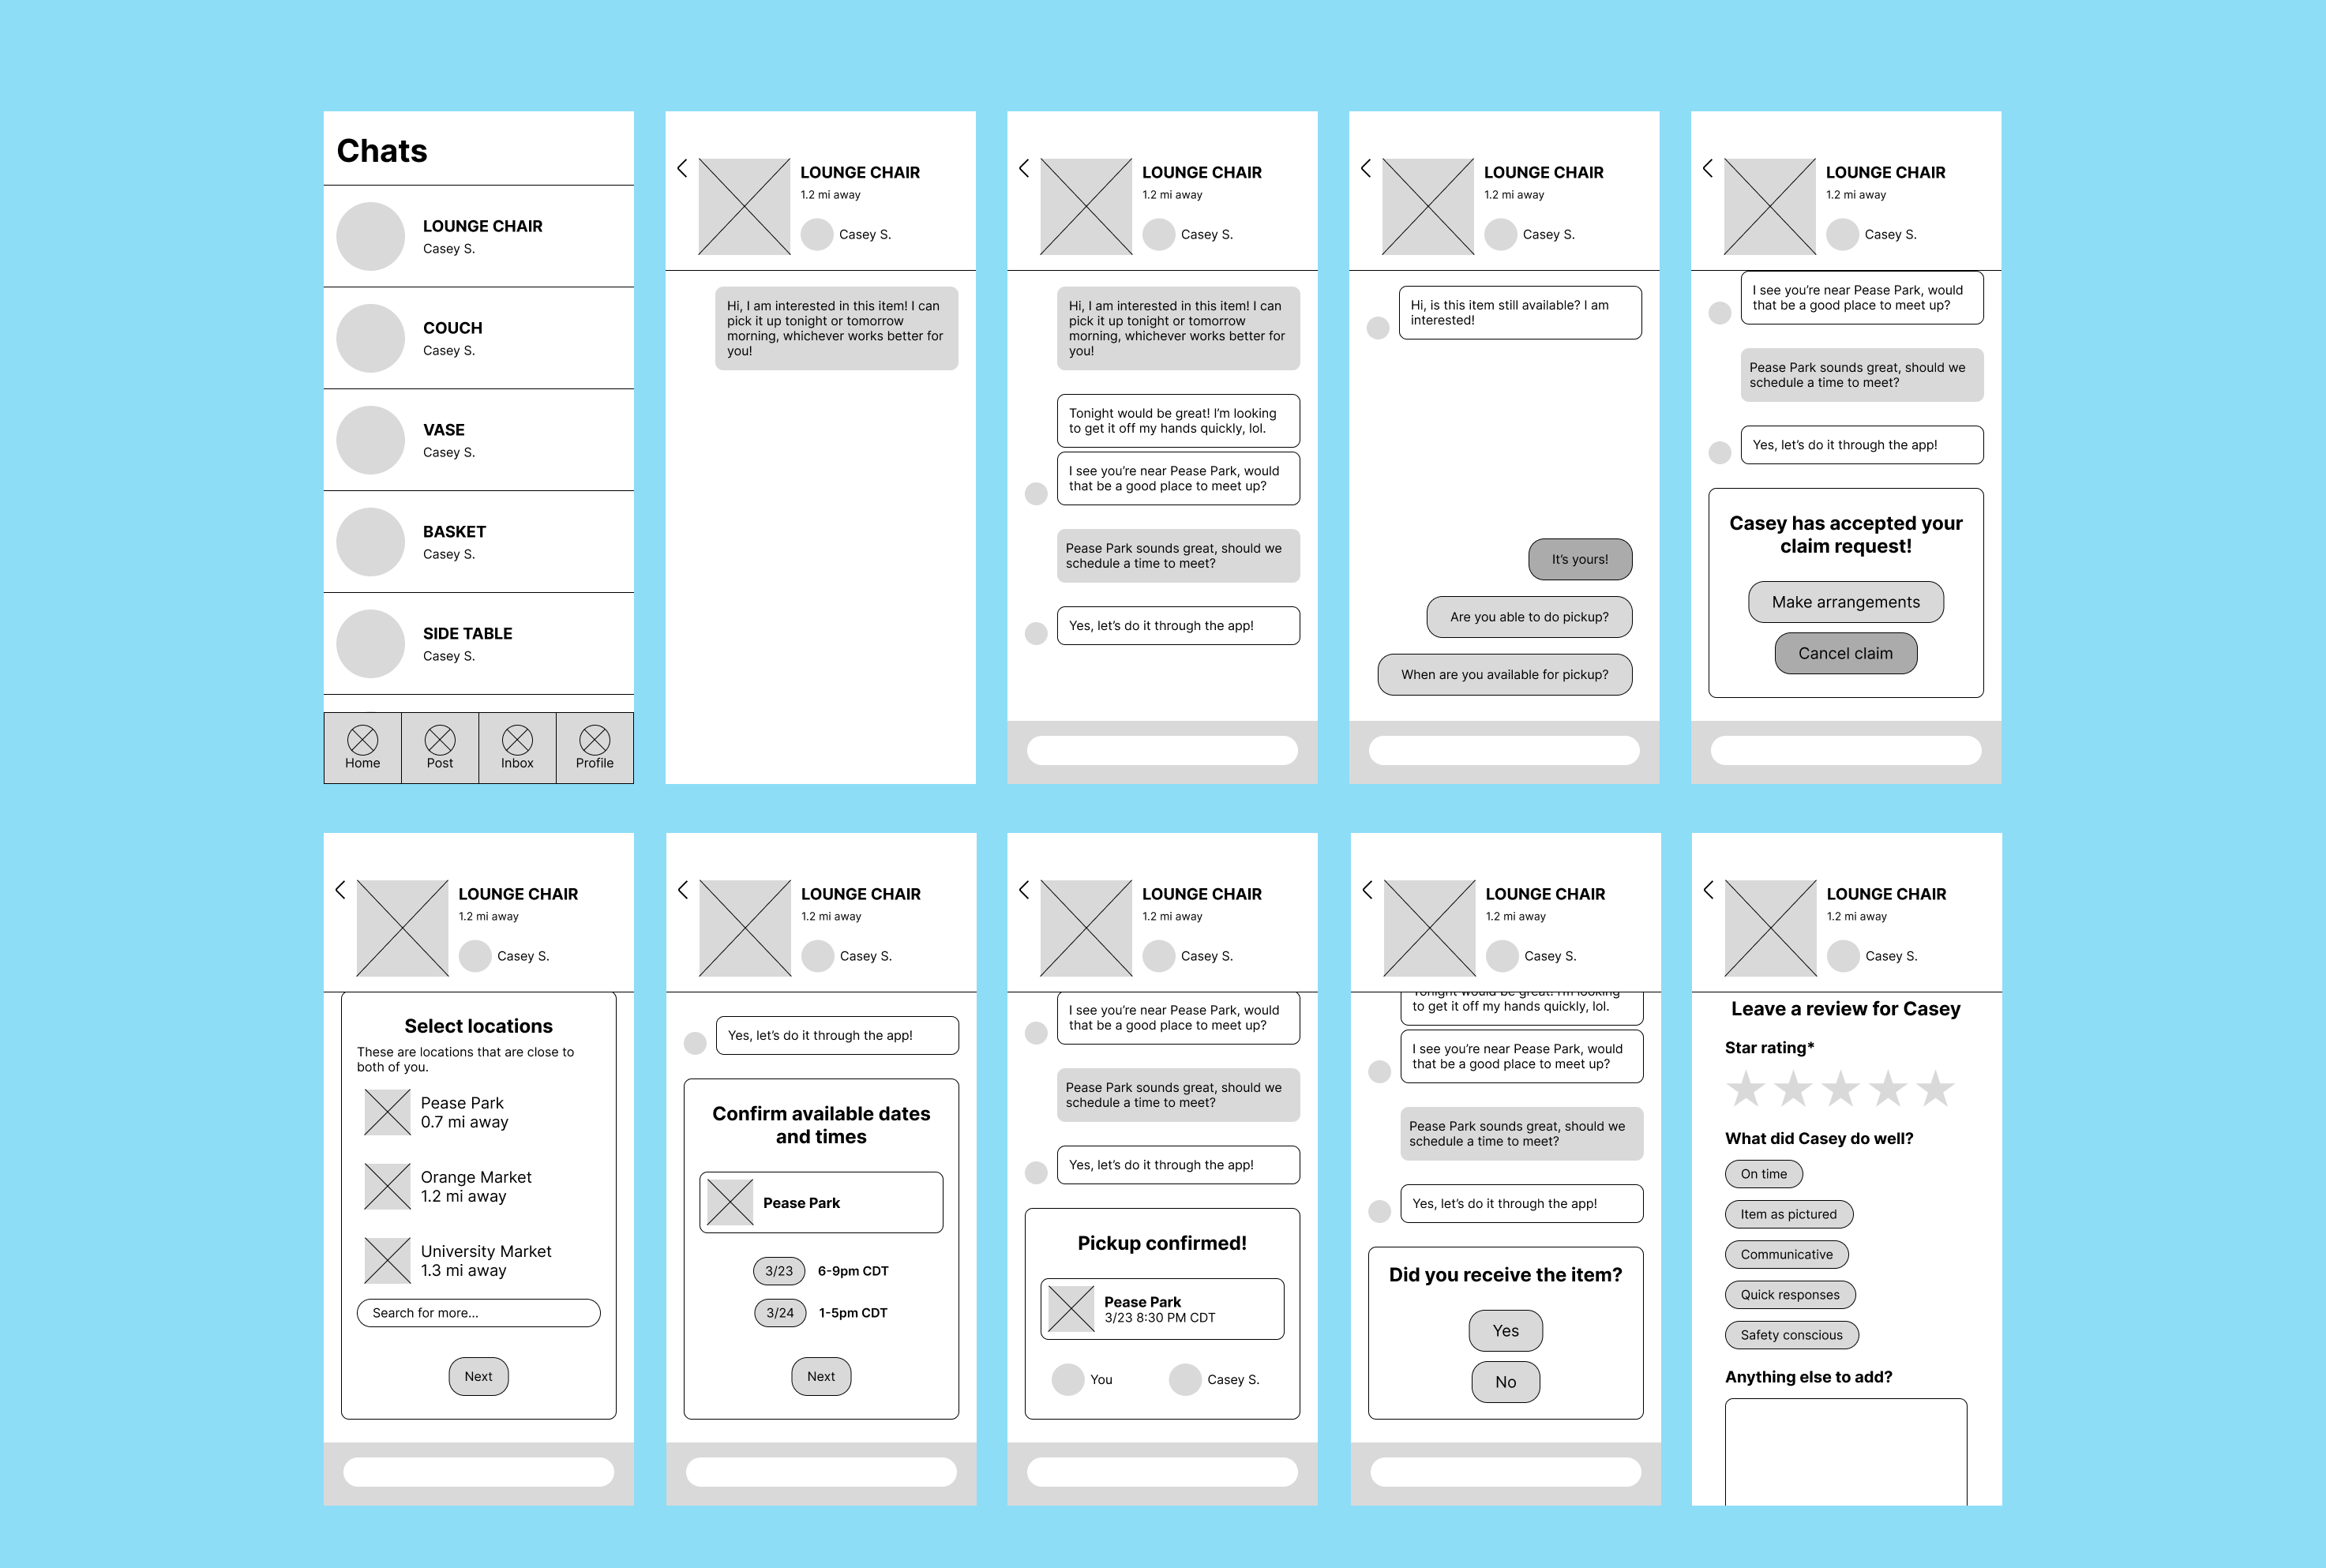 Chats
LOUNGE CHAIR
Casey S.
COUCH
Casey S.
VASE
Casey S.
BASKET
Casey S.
SIDE TABLE
Casey S.
Home
Post
Inbox
Profile
LOUNGE CHAIR
1.2 mi away
Casey S.
Hi, I am interested in this item! I can
pick it up tonight or tomorrow
morning, whichever works better for
you!
LOUNGE CHAIR
1.2 mi away
Casey S.
Hi, I am interested in this item! I can
pick it up tonight or tomorrow
morning, whichever works better for
you!
Tonight would be great! I'm looking
to get it off my hands quickly, lol.
I see you're near Pease Park, would
that be a good place to meet up?
Pease Park sounds great, should we
schedule a time to meet?
Yes, let's do it through the app!
LOUNGE CHAIR
1.2 mi away
Casey S.
Hi, is this item still available? I am
interested!
It's yours!
Are you able to do pickup?
When are you available for pickup?
LOUNGE CHAIR
1.2 mi away
Casey S.
I see you're near Pease Park, would
that be a good place to meet up?
Pease Park sounds great, should we
schedule a time to meet?
Yes, let's do it through the app!
Casey has accepted your
claim request!
Make arrangements
Cancel claim
LOUNGE CHAIR
1.2 mi away
Casey S.
Select locations
These are locations that are close to
both of you.
Pease Park
0.7 mi away
Orange Market
1.2 mi away
University Market
1.3 mi away
Search for more...
Next
LOUNGE CHAIR
1.2 mi away
Casey S.
Yes, let's do it through the app!
Confirm available dates
and times
Pease Park
3/23 6-9pm CDT
3/24 1-5pm CDT
Next
LOUNGE CHAIR
1.2 mi away
Casey S.
I see you're near Pease Park, would
that be a good place to meet up?
Pease Park sounds great, should we
schedule a time to meet?
Yes, let's do it through the app!
Pickup confirmed!
Pease Park
3/23 8:30 PM CDT
You
Casey S.
LOUNGE CHAIR
1.2 mi away
Casey S.
Tonight would be great! I'm looking
to get it off my hands quickly, lol.
I see you're near Pease Park, would
that be a good place to meet up?
Pease Park sounds great, should we
schedule a time to meet?
Yes, let's do it through the app!
Did you receive the item?
Yes
No
LOUNGE CHAIR
1.2 mi away
Casey S.
Leave a review for Casey
Star rating*
What did Casey do well?
On time
Item as pictured
Communicative
Quick responses
Safety conscious
Anything else to add?